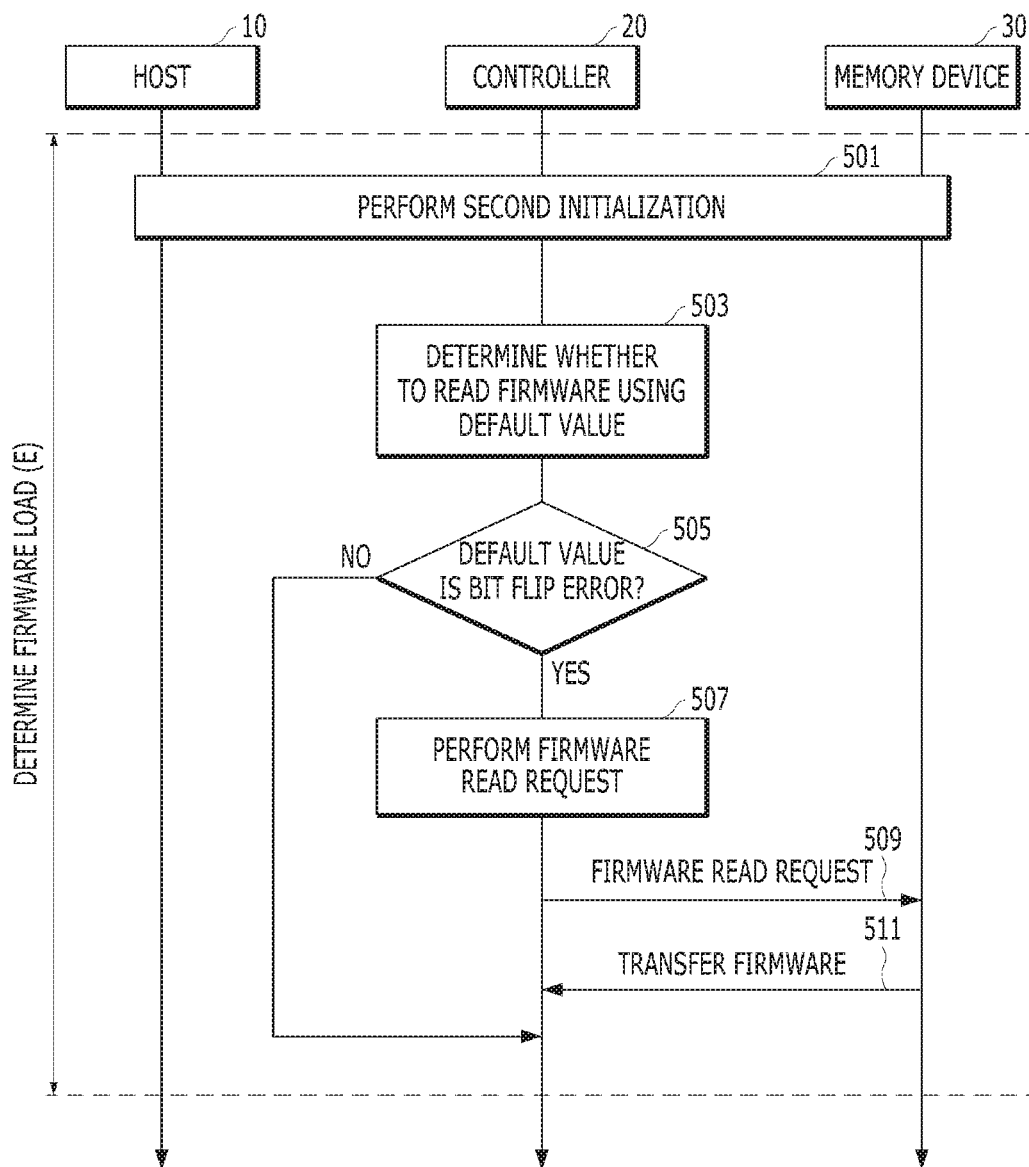 10
20
30
HOST
CONTROLLER
MEMORY DEVICE
501
PERFORM SECOND INITIALIZATION
503
DETERMINE WHETHER
TO READ FIRMWARE USING
DEFAULT VALUE
DETERMINE FIRMWARE LOAD (E)
505
NO
DEFAULT VALUE
IS BIT FLIP ERROR?
YES
507
PERFORM FIRMWARE
READ REQUEST
509
FIRMWARE READ REQUEST
511
TRANSFER FIRMWARE